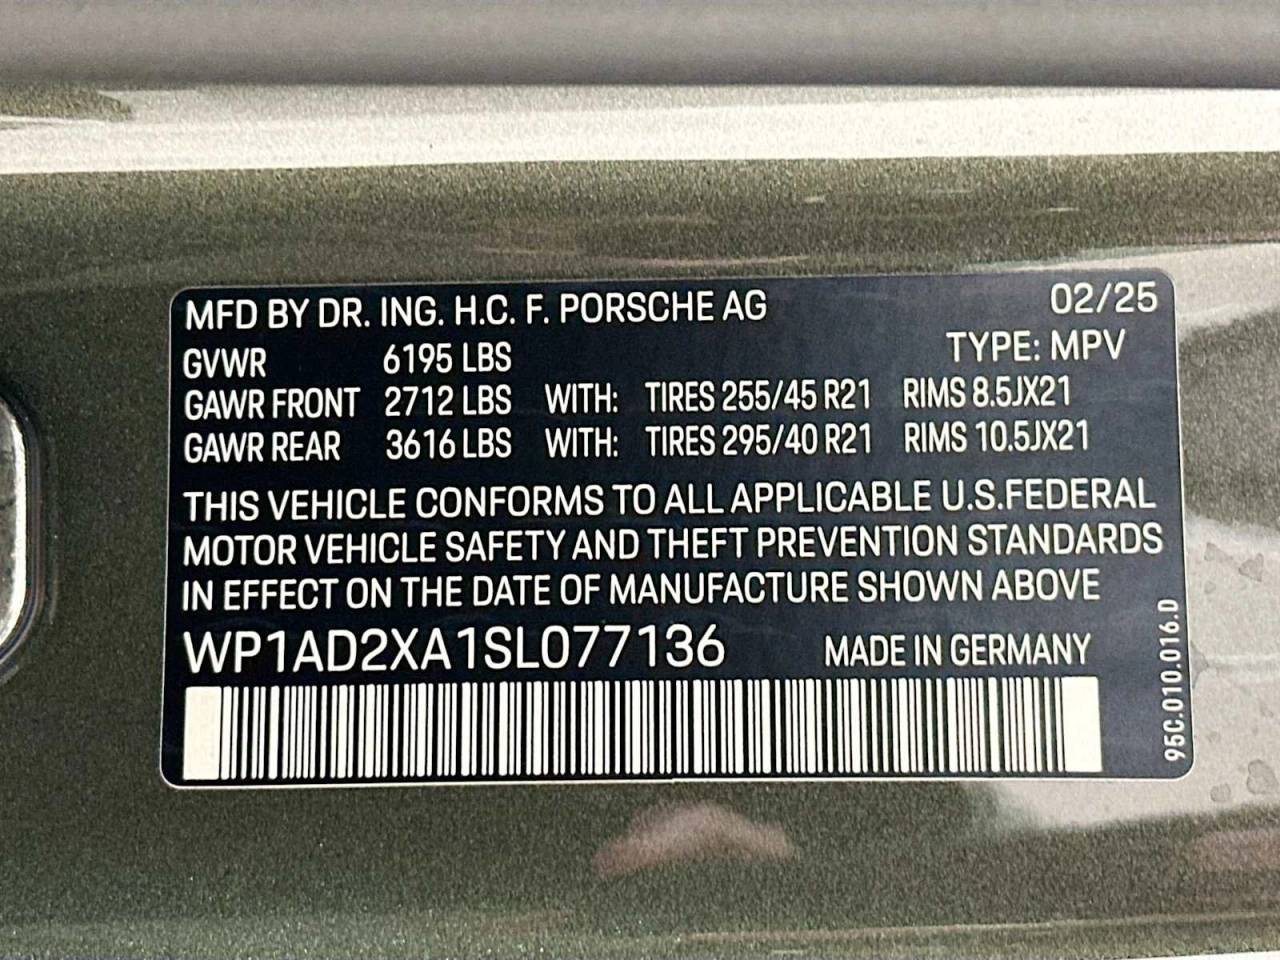 MFD BY DR. ING. H.C. F. PORSCHE AG 02/25
GVWR 6195 LBS TYPE: MPV
GAWR FRONT 2712 LBS WITH: TIRES 255/45 R21 RIMS 8.5JX21
GAWR REAR 3616 LBS WITH: TIRES 295/40 R21 RIMS 10.5JX21
THIS VEHICLE CONFORMS TO ALL APPLICABLE U.S.FEDERAL
MOTOR VEHICLE SAFETY AND THEFT PREVENTION STANDARDS
IN EFFECT ON THE DATE OF MANUFACTURE SHOWN ABOVE
WP1AD2XA1SL077136 MADE IN GERMANY
95C.010.016.D